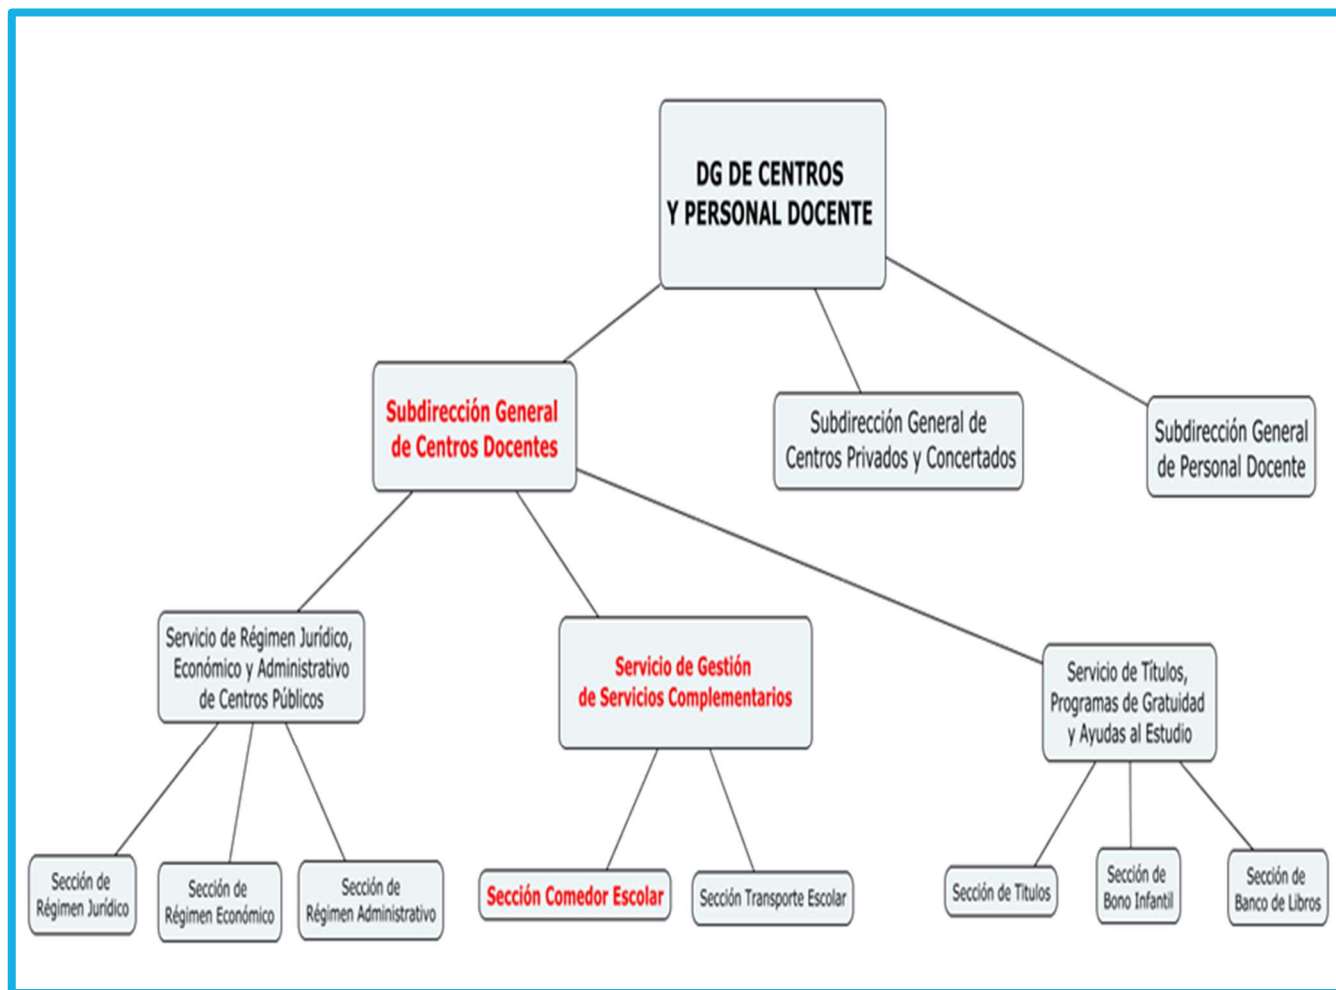 DG DE CENTROS
Y PERSONAL DOCENTE
Subdirección General
de Centros Docentes
Subdirección General de
Centros Privados y Concertados
Subdirección General
de Personal Docente
Servicio de Régimen Jurídico,
Económico y Administrativo
de Centros Públicos
Servicio de Gestión
de Servicios Complementarios
Servicio de Títulos,
Programas de Gratuidad
y Ayudas al Estudio
Sección de
Régimen Jurídico
Sección de
Régimen Económico
Sección de
Régimen Administrativo
Sección Comedor Escolar
Sección Transporte Escolar
Sección de Títulos
Sección de
Bono Infantil
Sección de
Banco de Libros